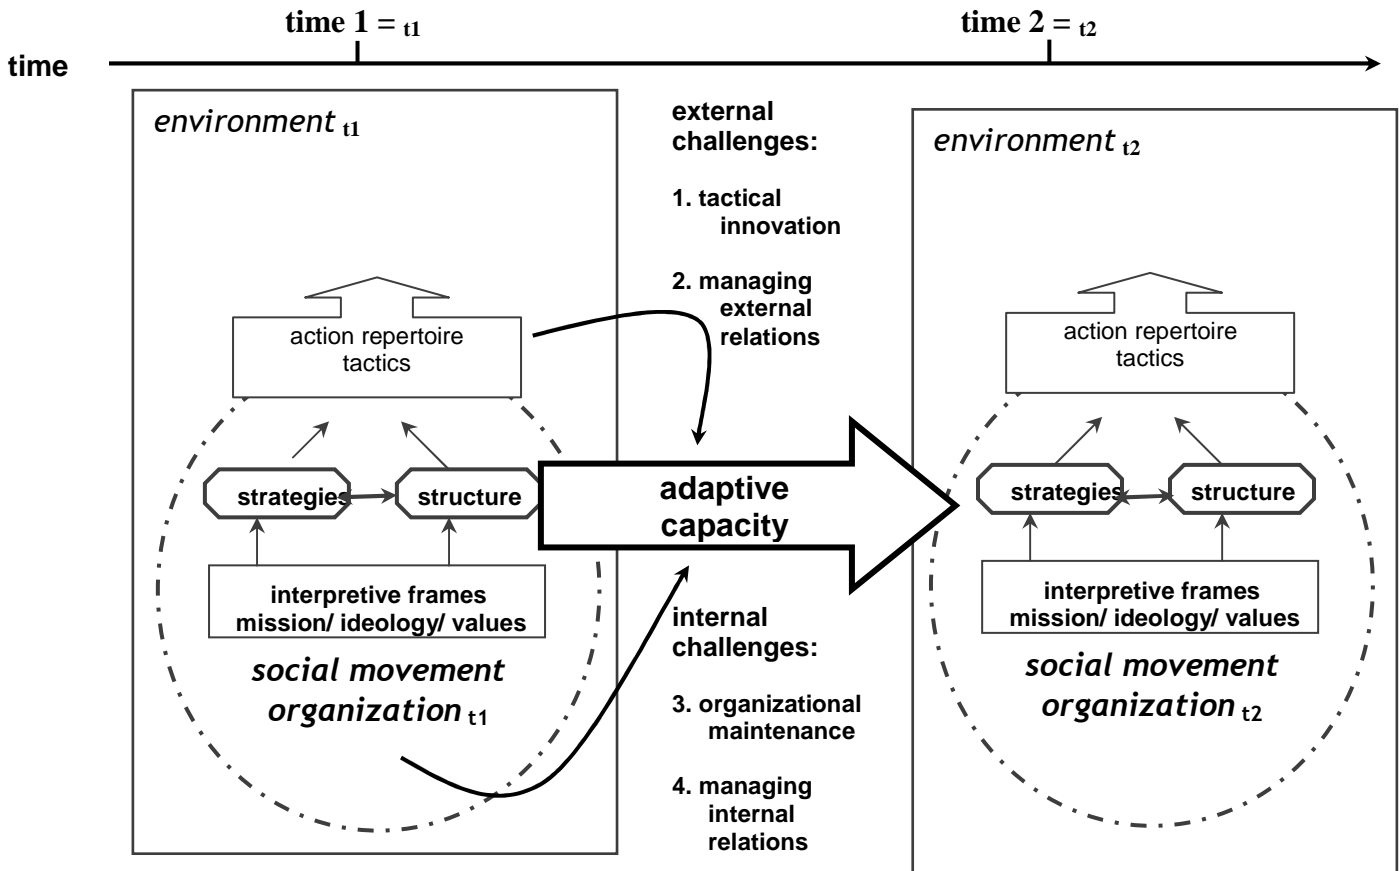 time 1 = t1
time 2 = t2
time
environment t1
action repertoire
tactics
strategies
structure
interpretive frames
mission/ ideology/ values
social movement
organization t1
external
challenges:
1. tactical
innovation
2. managing
external
relations
adaptive
capacity
internal
challenges:
3. organizational
maintenance
4. managing
internal
relations
environment t2
action repertoire
tactics
strategies
structure
interpretive frames
mission/ ideology/ values
social movement
organization t2